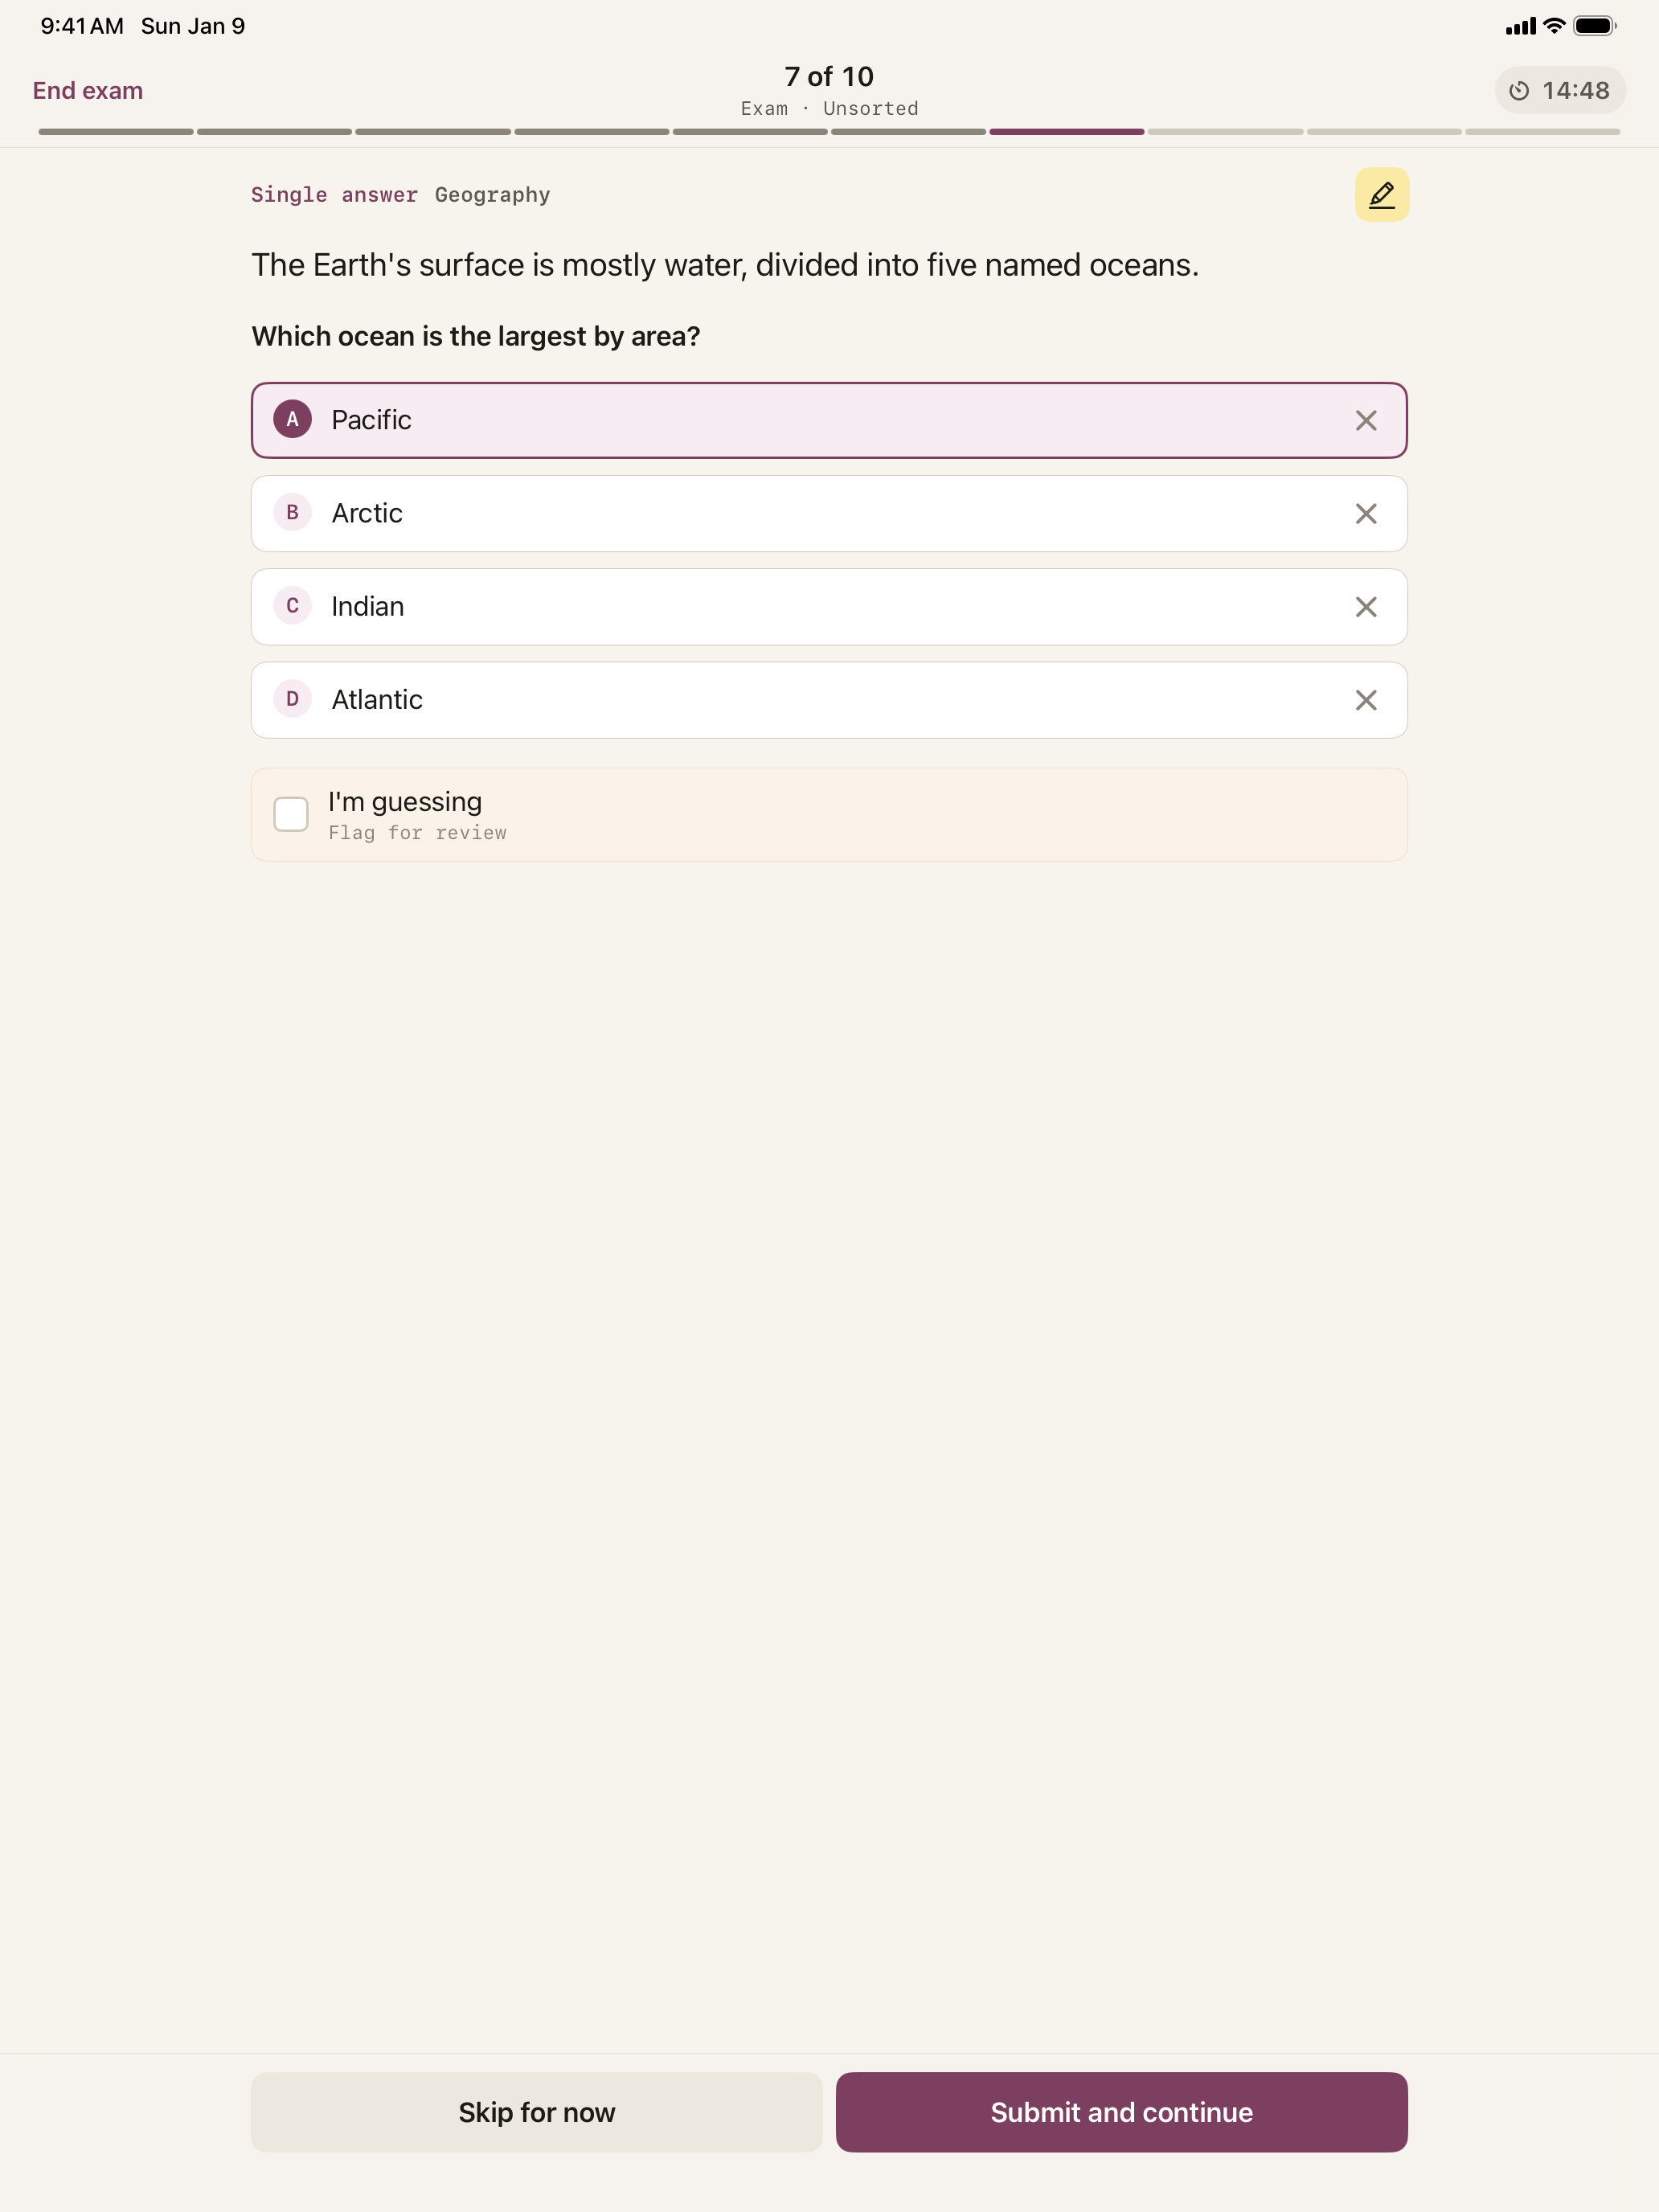 9:41 AM Sun Jan 9
End exam
7 of 10
Exam · Unsorted
14:48
Single answer Geography
The Earth's surface is mostly water, divided into five named oceans.
Which ocean is the largest by area?
A Pacific
B Arctic
C Indian
D Atlantic
I'm guessing
Flag for review
Skip for now
Submit and continue